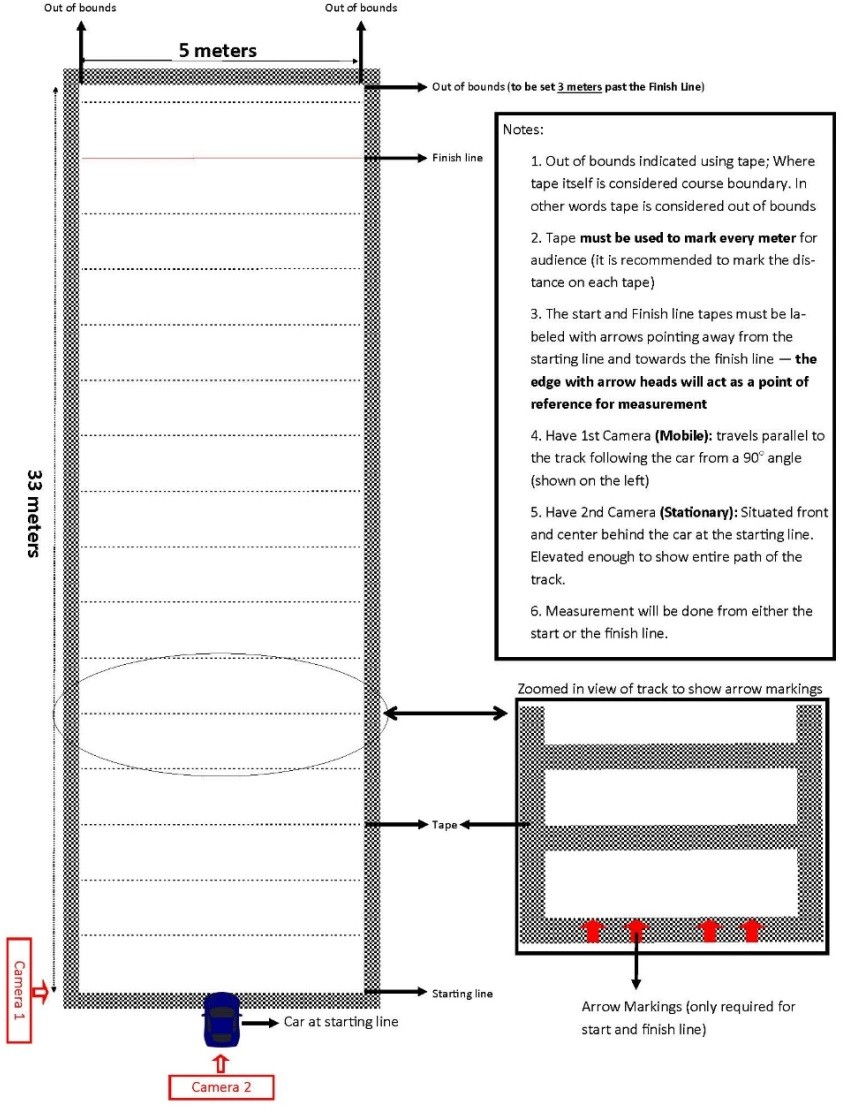 Out of bounds
Out of bounds
5 meters
Out of bounds (to be set 3 meters past the Finish Line)
Finish line
Notes:
1. Out of bounds indicated using tape; Where
tape itself is considered course boundary. In
other words tape is considered out of bounds
2. Tape must be used to mark every meter for
audience (it is recommended to mark the dis-
tance on each tape)
3. The start and Finish line tapes must be la-
beled with arrows pointing away from the
starting line and towards the finish line — the
edge with arrow heads will act as a point of
reference for measurement
4. Have 1st Camera (Mobile): travels parallel to
the track following the car from a 90° angle
(shown on the left)
5. Have 2nd Camera (Stationary): Situated front
and center behind the car at the starting line.
Elevated enough to show entire path of the
track.
6. Measurement will be done from either the
start or the finish line.
33 meters
Zoomed in view of track to show arrow markings
Tape
Starting line
Camera 1
Car at starting line
Arrow Markings (only required for
start and finish line)
Camera 2